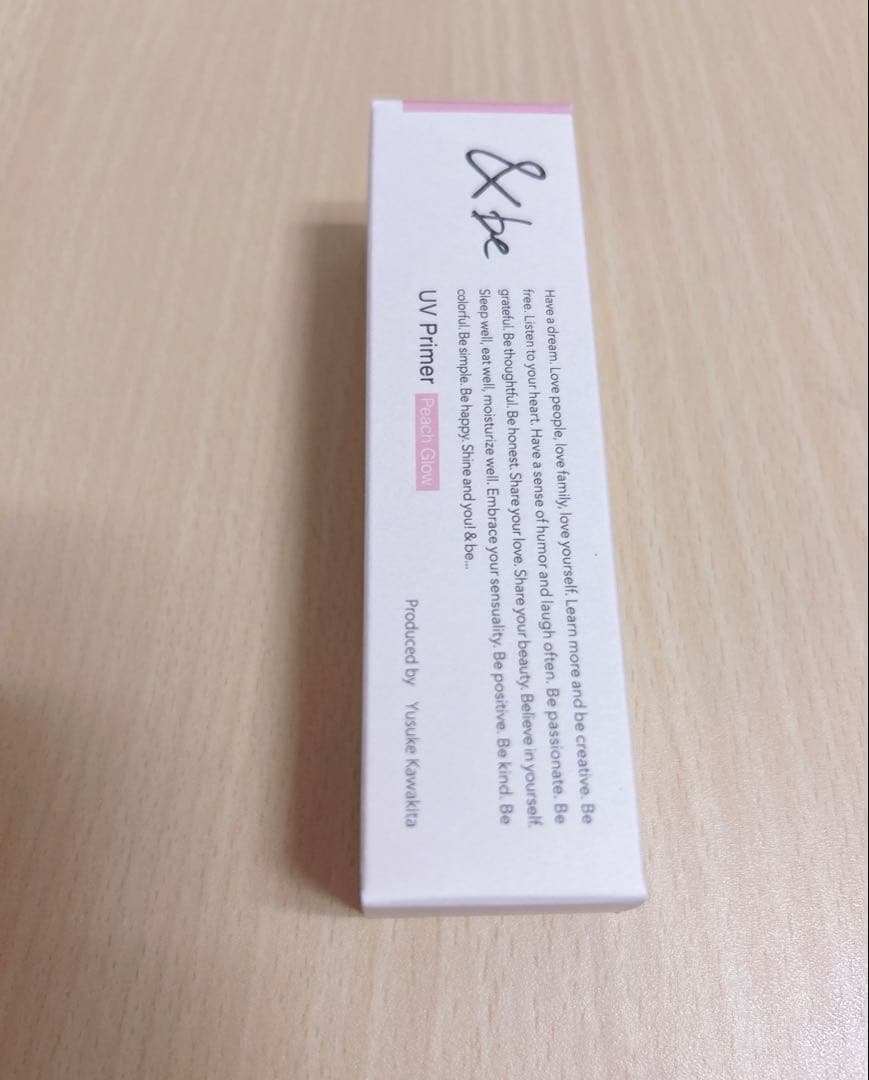 & be
Have a dream. Love people, love family, love yourself. Learn more and be creative. Be
free. Listen to your heart. Have a sense of humor and laugh often. Be passionate. Be
grateful. Be thoughtful. Be honest. Share your love. Share your beauty. Believe in yourself.
Sleep well, eat well, moisturize well. Embrace your sensuality. Be positive. Be kind. Be
colorful. Be simple. Be happy. Shine and you! & be...
UV Primer Peach Glow
Produced by Yusuke Kawakita